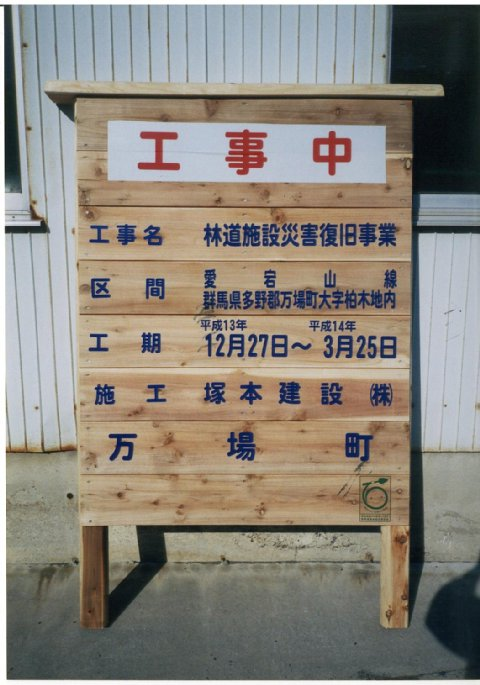 工事中
工事名 林道施設災害復旧事業
区間 愛宕山線
群馬県多野郡万場町大字柏木地内
平成13年 平成14年
工期 12月27日～3月25日
施工 塚本建設㈱
万場町